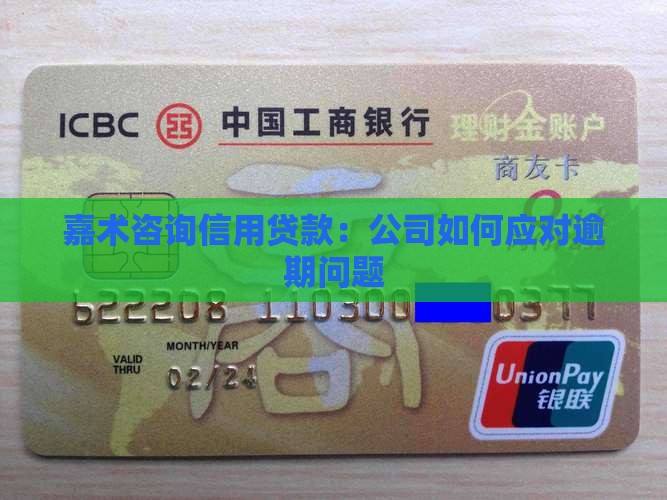 ICBC 中国工商银行 理财金账户
商友卡
嘉术咨询信用贷款：公司如何应对逾
期问题
622208 110300 0377
MONTH/YEAR
VALID
THRU
02/24
UnionPay
银联